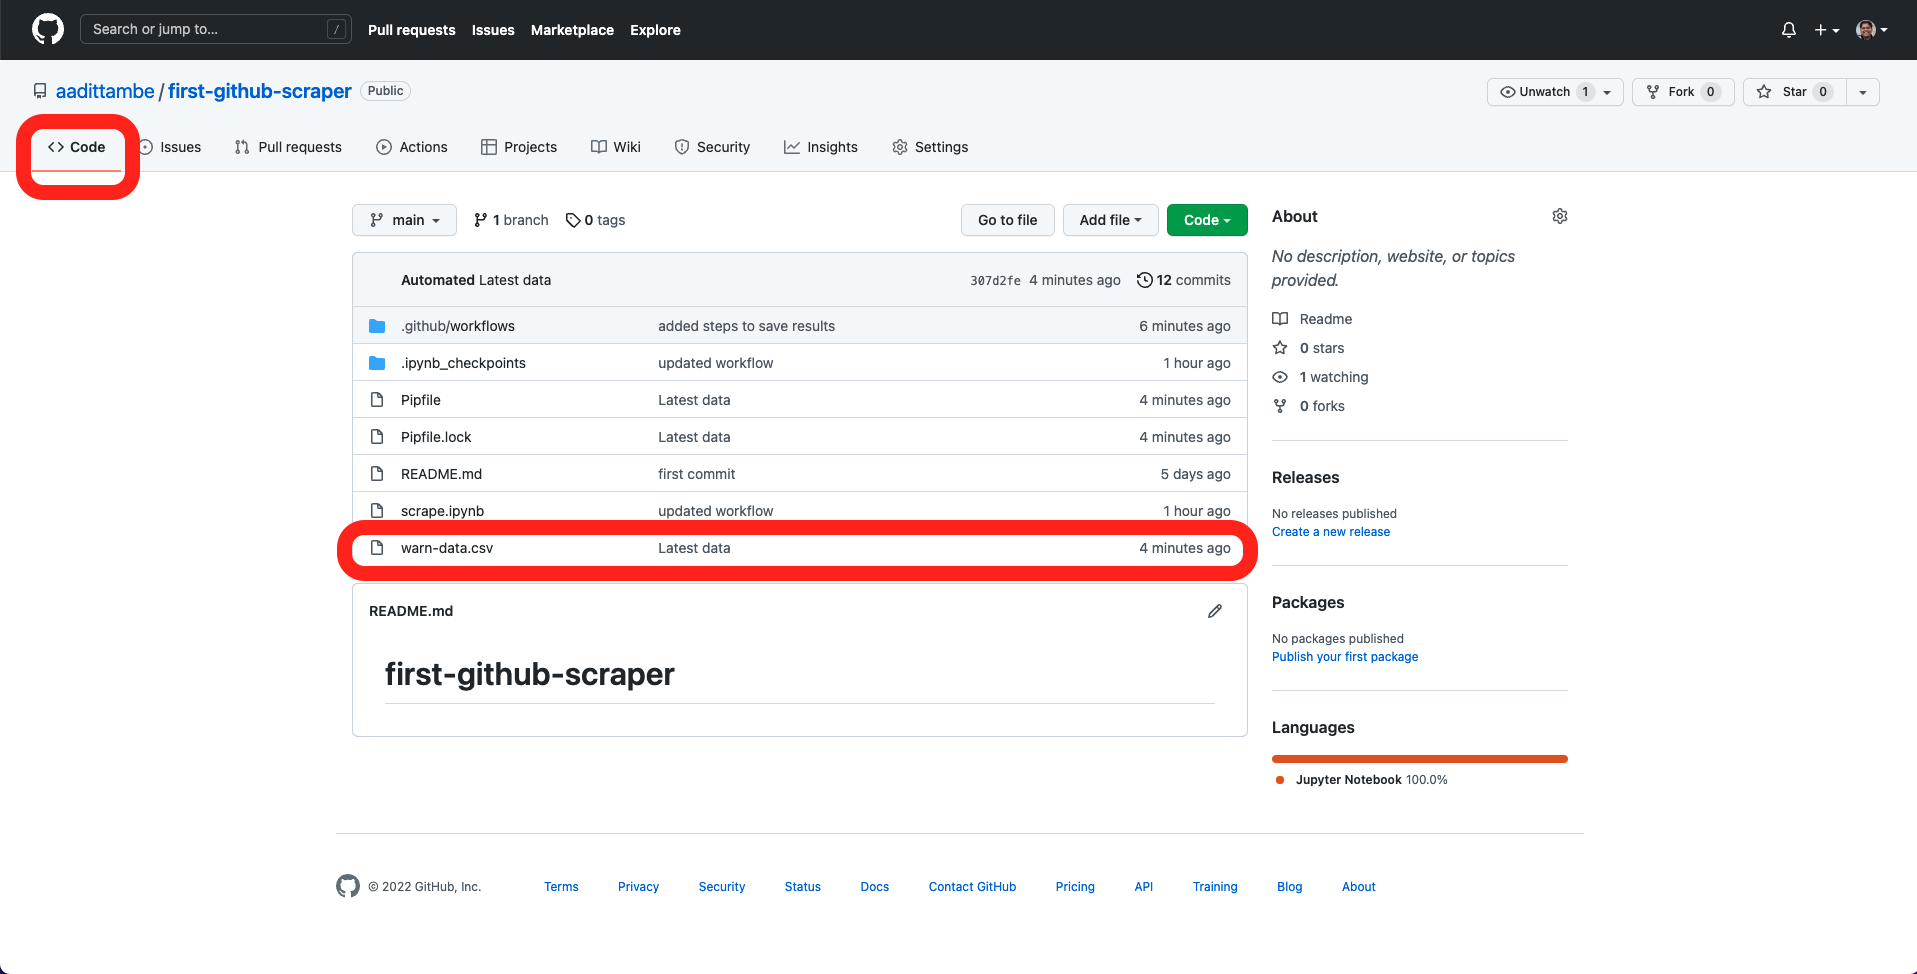 Search or jump to... / Pull requests Issues Marketplace Explore
aadittambe / first-github-scraper Public Unwatch 1 Fork 0 Star 0
<> Code Issues Pull requests Actions Projects Wiki Security Insights Settings
main 1 branch 0 tags Go to file Add file Code
Automated Latest data 307d2fe 4 minutes ago 12 commits
.github/workflows added steps to save results 6 minutes ago
.ipynb_checkpoints updated workflow 1 hour ago
Pipfile Latest data 4 minutes ago
Pipfile.lock Latest data 4 minutes ago
README.md first commit 5 days ago
scrape.ipynb updated workflow 1 hour ago
warn-data.csv Latest data 4 minutes ago
README.md
first-github-scraper
About
No description, website, or topics
provided.
Readme
0 stars
1 watching
0 forks
Releases
No releases published
Create a new release
Packages
No packages published
Publish your first package
Languages
Jupyter Notebook 100.0%
© 2022 GitHub, Inc. Terms Privacy Security Status Docs Contact GitHub Pricing API Training Blog About